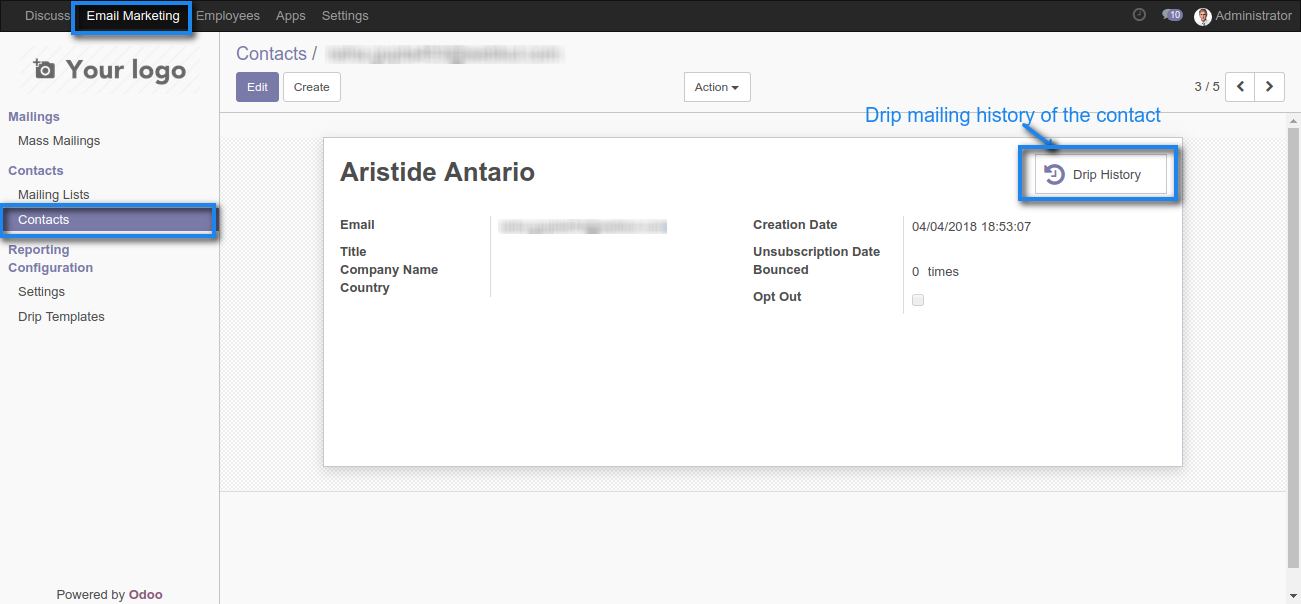 Discuss Email Marketing Employees Apps Settings 10 Administrator
Your logo
Contacts /
Edit Create Action 3 / 5
Mailings
Mass Mailings
Contacts
Mailing Lists
Contacts
Reporting
Configuration
Settings
Drip Templates
Drip mailing history of the contact
Drip History
Aristide Antario
Email
Title
Company Name
Country
Creation Date 04/04/2018 18:53:07
Unsubscription Date
Bounced 0 times
Opt Out
Powered by Odoo